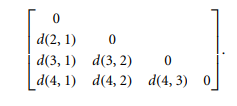 0
d(2, 1) 0
d(3, 1) d(3, 2) 0
d(4, 1) d(4, 2) d(4, 3) 0 .